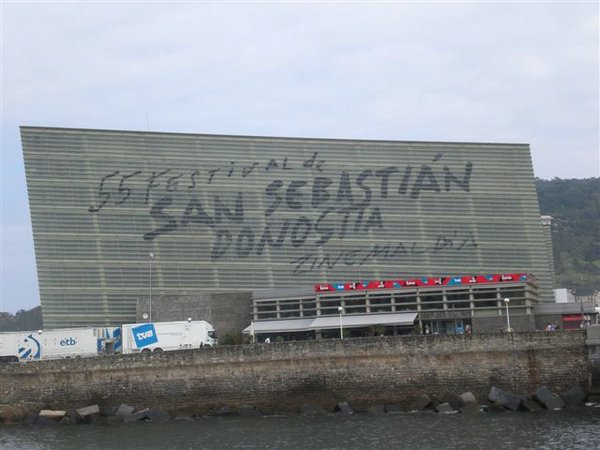 55 FESTIVAL de
SAN SEBASTIÁN
DONOSTIA
ZINEMALDIA
etb
tve